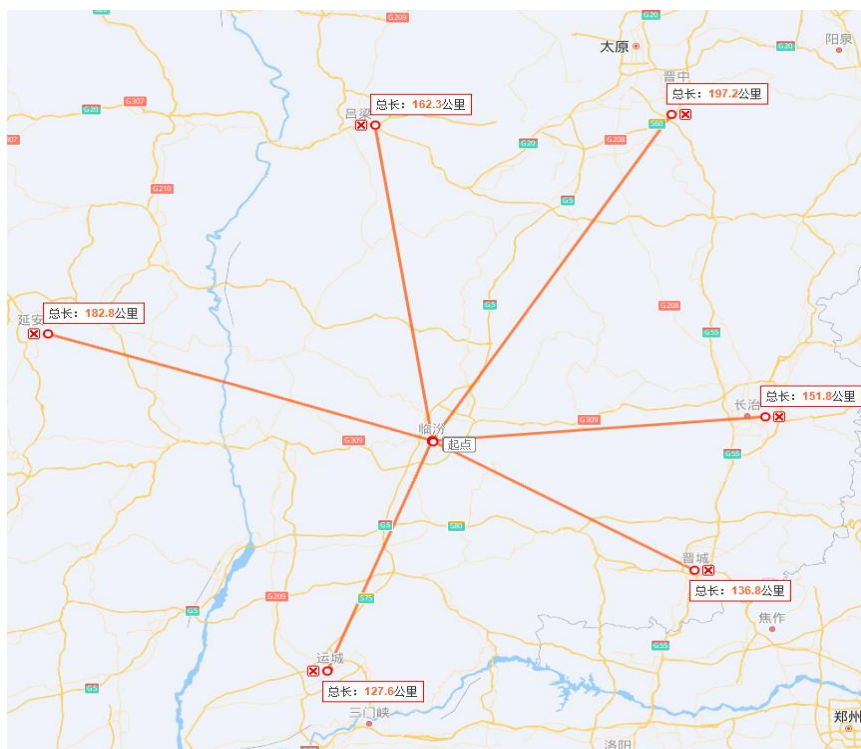 G209
G20
太原
G20
阳泉
晋中
G20
G307
总长：162.3公里
总长：197.2公里
吕梁
S60
G20
G208
G210
G5
总长：182.8公里
延安
G5
G208
G55
总长：151.8公里
长治
G309
临汾
起点
G309
G55
G5
S80
晋城
总长：136.8公里
G209
S75
G5
焦作
G55
运城
总长：127.6公里
G5
三门峡
郑州
洛阳